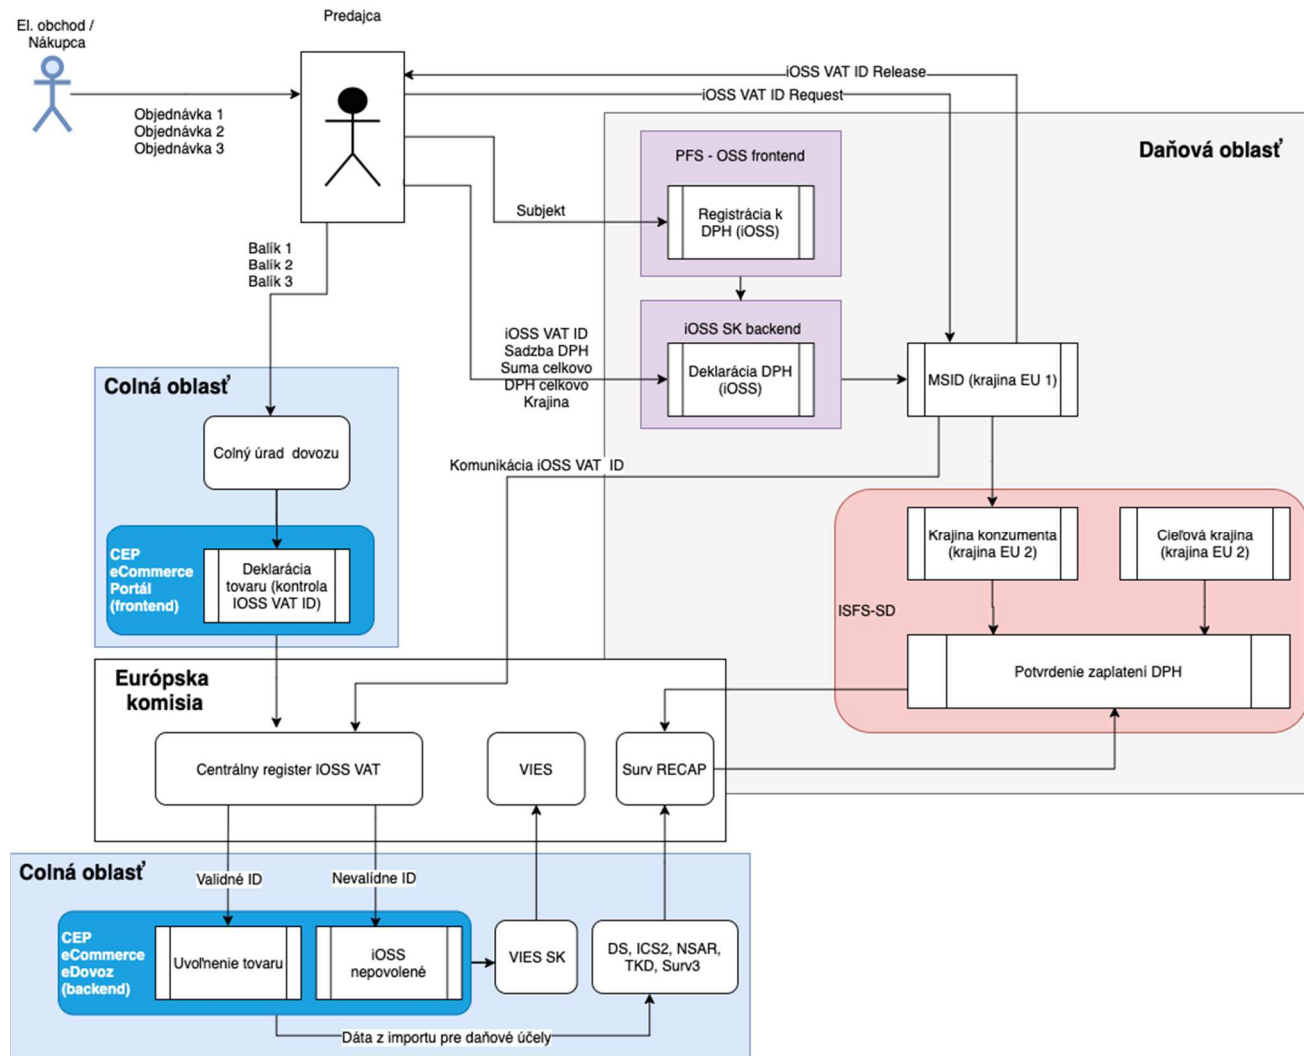 El. obchod /
Nákupca
Predajca
Objednávka 1
Objednávka 2
Objednávka 3
iOSS VAT ID Release
iOSS VAT ID Request
Daňová oblasť
PFS - OSS frontend
Registrácia k
DPH (iOSS)
Subjekt
Balík 1
Balík 2
Balík 3
iOSS SK backend
iOSS VAT ID
Sadzba DPH
Suma celkovo
DPH celkovo
Krajina
Deklarácia DPH
(iOSS)
MSID (krajina EU 1)
Colná oblasť
Colný úrad dovozu
Komunikácia iOSS VAT ID
CEP
eCommerce
Portál
(frontend)
Deklarácia
tovaru (kontrola
IOSS VAT ID)
Krajina konzumenta
(krajina EU 2)
Cieľová krajina
(krajina EU 2)
ISFS-SD
Potvrdenie zaplatení DPH
Európska
komisia
Centrálny register IOSS VAT
VIES
Surv RECAP
Colná oblasť
Validné ID
Nevalídne ID
CEP
eCommerce
eDovoz
(backend)
Uvoľnenie tovaru
iOSS
nepovolené
VIES SK
DS, ICS2, NSAR,
TKD, Surv3
Dáta z importu pre daňové účely